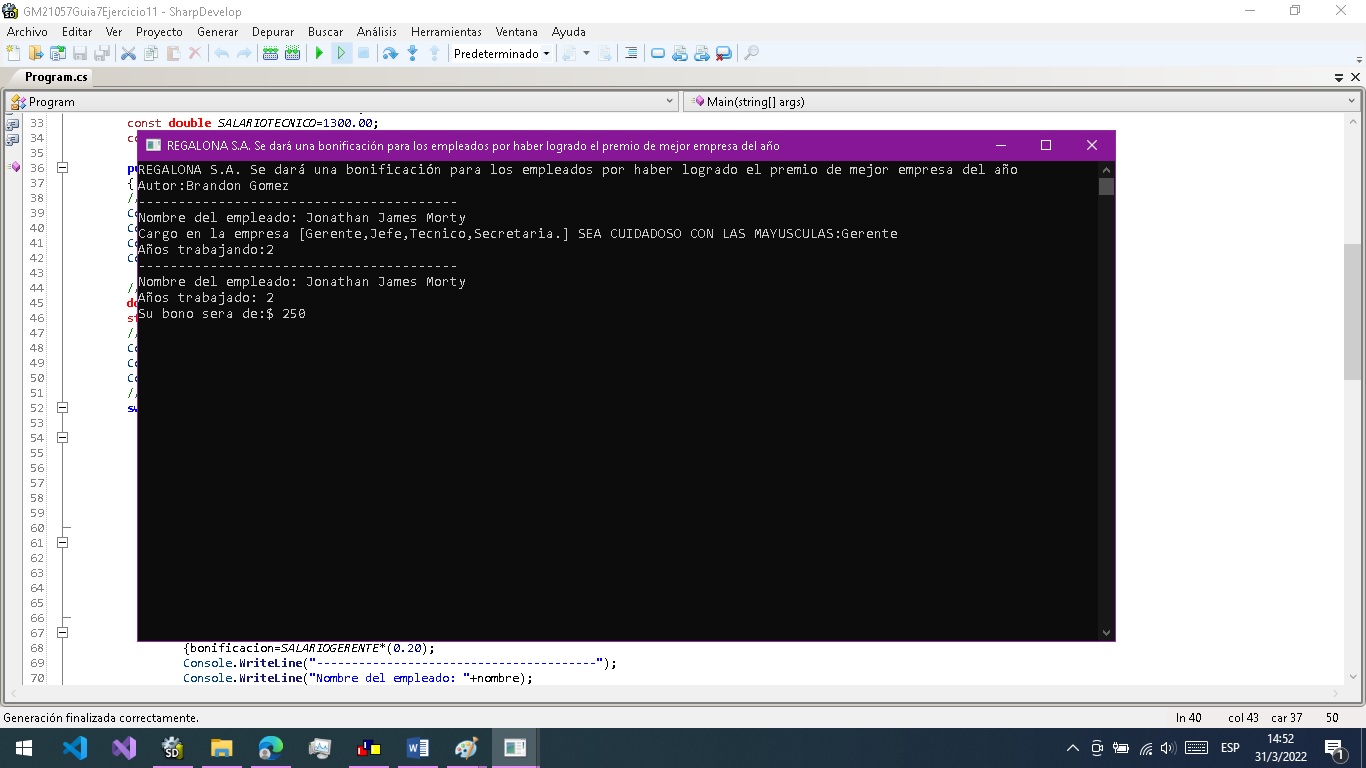 GM21057Guia7Ejercicio11 - SharpDevelop
Archivo Editar Ver Proyecto Generar Depurar Buscar Análisis Herramientas Ventana Ayuda
Predeterminado
Program.cs
Program Main(string[] args)
33 const double SALARIOTECNICO=1300.00;
34 co
REGALONA S.A. Se dará una bonificación para los empleados por haber logrado el premio de mejor empresa del año
35
36 pu
REGALONA S.A. Se dará una bonificación para los empleados por haber logrado el premio de mejor empresa del año
37 {
Autor:Brandon Gomez
38 //
----------------------------------------
39 Co
Nombre del empleado: Jonathan James Morty
40 Co
Cargo en la empresa [Gerente,Jefe,Tecnico,Secretaria.] SEA CUIDADOSO CON LAS MAYUSCULAS:Gerente
41 Co
Años trabajando:2
42 Co
----------------------------------------
43
Nombre del empleado: Jonathan James Morty
44 //
Años trabajado: 2
45 do
Su bono sera de:$ 250
46 st
47 //
48 Co
49 Co
50 Co
51 //
52 sw
53
54
55
56
57
58
59
60
61
62
63
64
65
66
67
68 {bonificacion=SALARIOGERENTE*(0.20);
69 Console.WriteLine("----------------------------------------");
70 Console.WriteLine("Nombre del empleado: "+nombre);
Generación finalizada correctamente. ln 40 col 43 car 37 50
ESP 14:52
31/3/2022
1